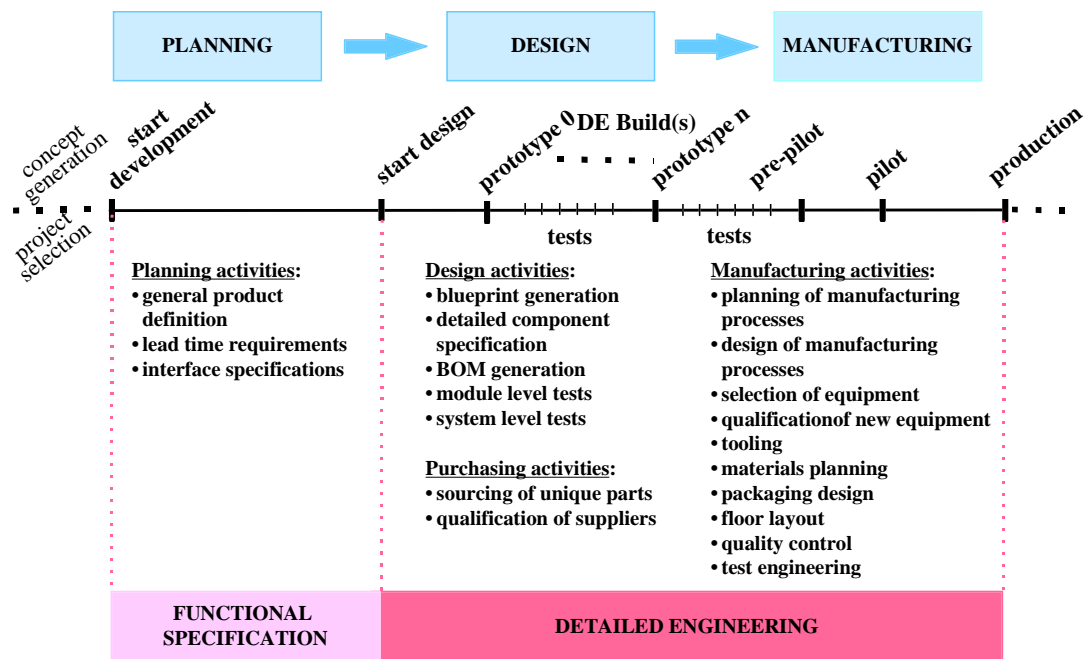 PLANNING
DESIGN
MANUFACTURING
concept
generation
project
selection
start
development
start design
prototype 0
DE Build(s)
prototype n
pre-pilot
pilot
production
tests
tests
Planning activities:
• general product
definition
• lead time requirements
• interface specifications
Design activities:
• blueprint generation
• detailed component
specification
• BOM generation
• module level tests
• system level tests
Purchasing activities:
• sourcing of unique parts
• qualification of suppliers
Manufacturing activities:
• planning of manufacturing
processes
• design of manufacturing
processes
• selection of equipment
• qualificationof new equipment
• tooling
• materials planning
• packaging design
• floor layout
• quality control
• test engineering
FUNCTIONAL
SPECIFICATION
DETAILED ENGINEERING